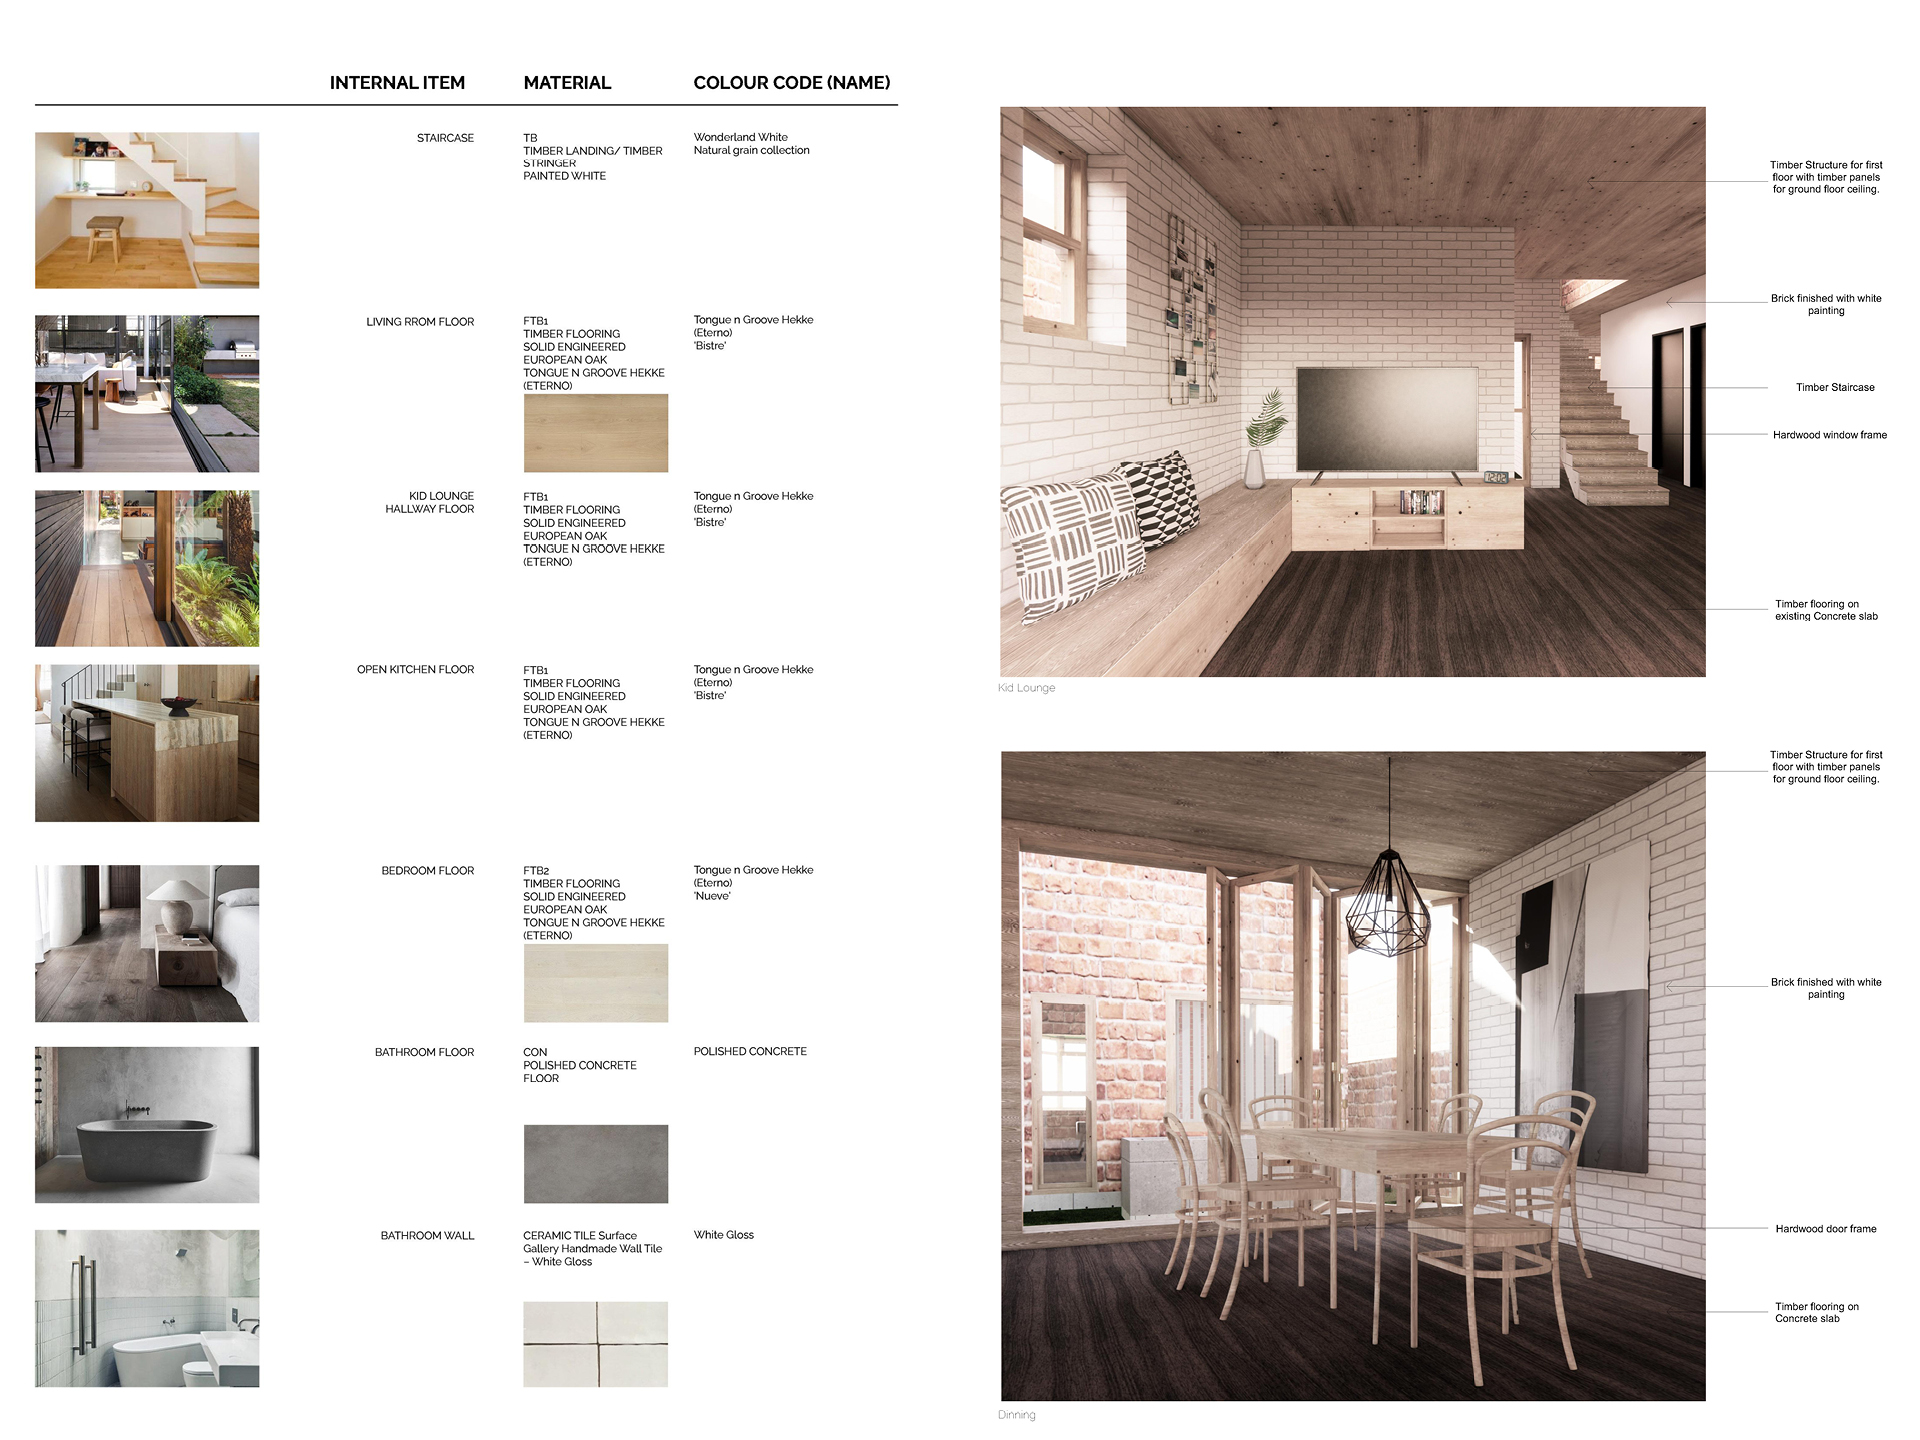 INTERNAL ITEM MATERIAL COLOUR CODE (NAME)
STAIRCASE
TB
TIMBER LANDING/ TIMBER
STRINGER
PAINTED WHITE
Wonderland White
Natural grain collection
LIVING RROM FLOOR
FTB1
TIMBER FLOORING
SOLID ENGINEERED
EUROPEAN OAK
TONGUE N GROOVE HEKKE
(ETERNO)
Tongue n Groove Hekke
(Eterno)
'Bistre'
KID LOUNGE
HALLWAY FLOOR
FTB1
TIMBER FLOORING
SOLID ENGINEERED
EUROPEAN OAK
TONGUE N GROOVE HEKKE
(ETERNO)
Tongue n Groove Hekke
(Eterno)
'Bistre'
OPEN KITCHEN FLOOR
FTB1
TIMBER FLOORING
SOLID ENGINEERED
EUROPEAN OAK
TONGUE N GROOVE HEKKE
(ETERNO)
Tongue n Groove Hekke
(Eterno)
'Bistre'
BEDROOM FLOOR
FTB2
TIMBER FLOORING
SOLID ENGINEERED
EUROPEAN OAK
TONGUE N GROOVE HEKKE
(ETERNO)
Tongue n Groove Hekke
(Eterno)
'Nueve'
BATHROOM FLOOR
CON
POLISHED CONCRETE
FLOOR
POLISHED CONCRETE
BATHROOM WALL
CERAMIC TILE Surface
Gallery Handmade Wall Tile
– White Gloss
White Gloss
Timber Structure for first
floor with timber panels
for ground floor ceiling.
Brick finished with white
painting
Timber Staircase
Hardwood window frame
Timber flooring on
existing Concrete slab
Kid Lounge
Timber Structure for first
floor with timber panels
for ground floor ceiling.
Brick finished with white
painting
Hardwood door frame
Timber flooring on
Concrete slab
Dinning